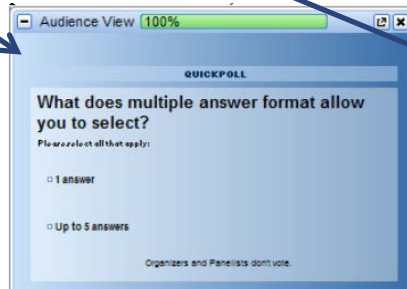 Audience View 100%
QUICKPOLL
What does multiple answer format allow
you to select?
Please select all that apply:
1 answer
Up to 5 answers
Organizers and Panelists don't vote.